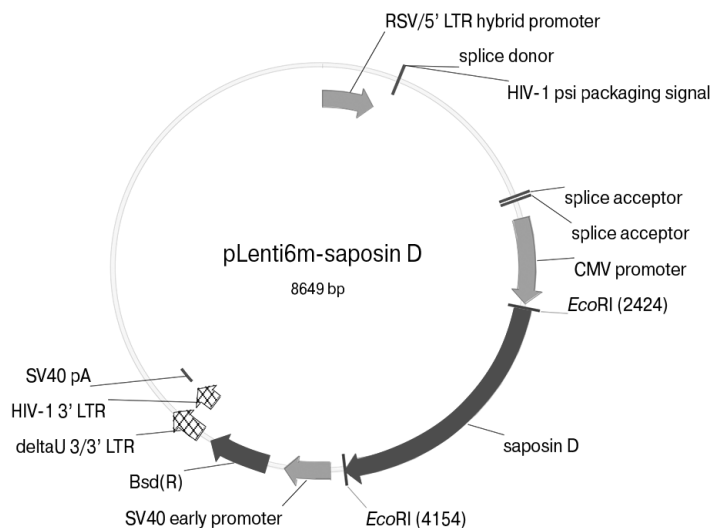 RSV/5’ LTR hybrid promoter
splice donor
HIV-1 psi packaging signal
splice acceptor
splice acceptor
CMV promoter
EcoRI (2424)
pLenti6m-saposin D
8649 bp
SV40 pA
HIV-1 3’ LTR
deltaU 3/3’ LTR
Bsd(R)
SV40 early promoter
EcoRI (4154)
saposin D